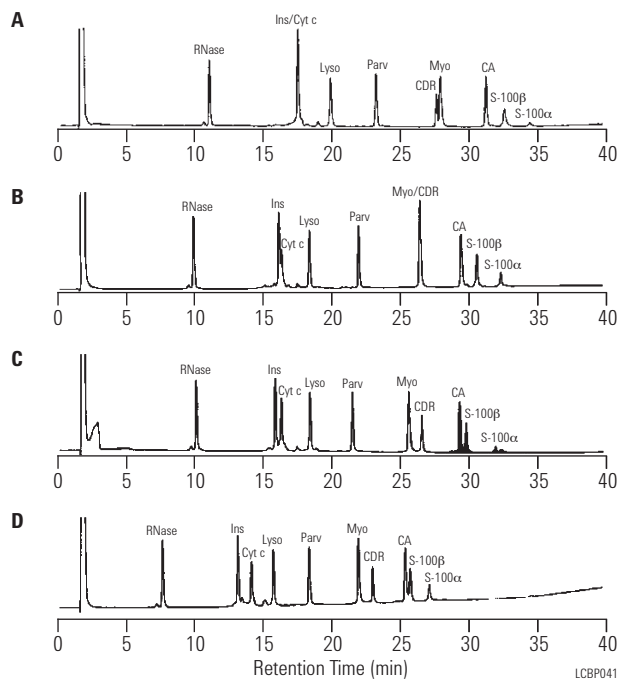 A
RNase
Ins/Cyt c
Lyso
Parv
CDR
Myo
CA
S-100β
S-100α
0 5 10 15 20 25 30 35 40
B
RNase
Ins
Cyt c
Lyso
Parv
Myo/CDR
CA
S-100β
S-100α
0 5 10 15 20 25 30 35 40
C
RNase
Ins
Cyt c
Lyso
Parv
Myo
CDR
CA
S-100β
S-100α
0 5 10 15 20 25 30 35 40
D
RNase
Ins
Cyt c
Lyso
Parv
Myo
CDR
CA
S-100β
S-100α
0 5 10 15 20 25 30 35 40
Retention Time (min)
LCBP041